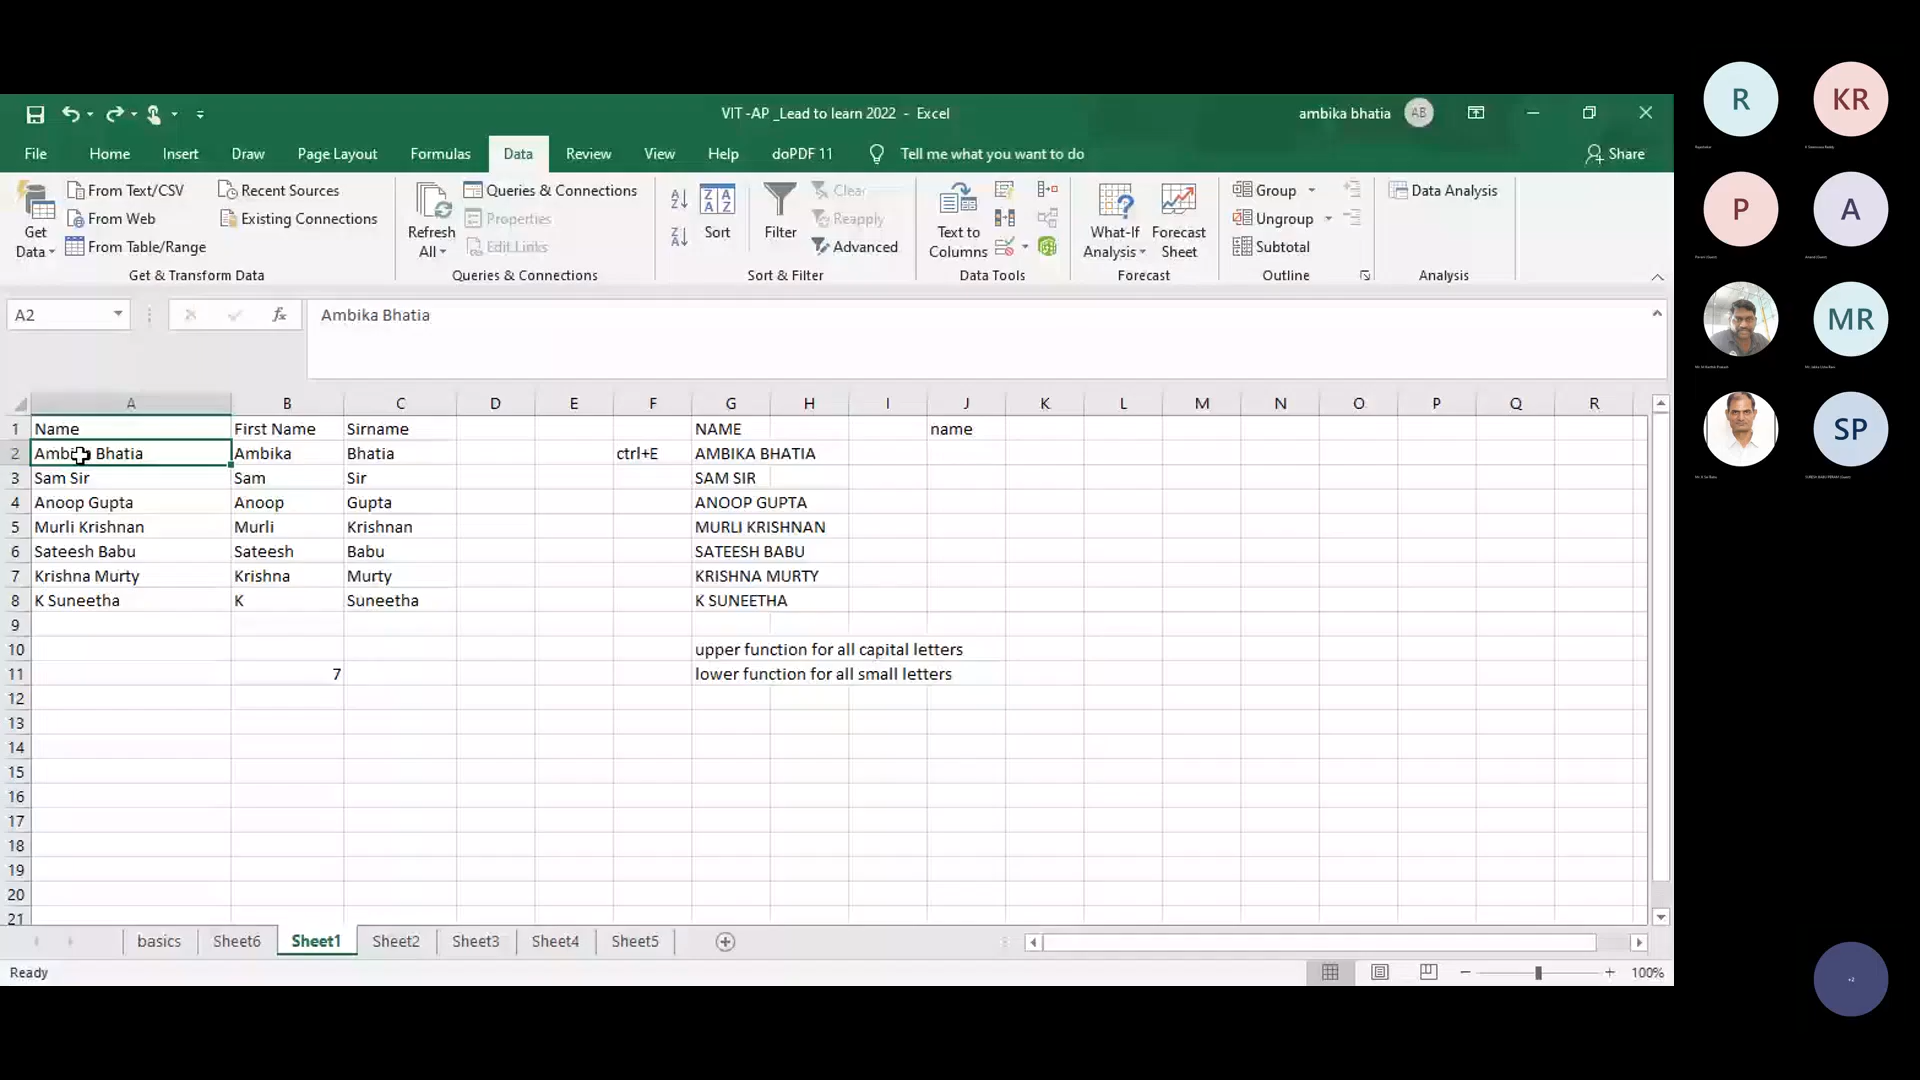 VIT -AP _Lead to learn 2022 - Excel
ambika bhatia AB
File Home Insert Draw Page Layout Formulas Data Review View Help doPDF 11 Tell me what you want to do Share
Get Data
From Text/CSV
From Web
From Table/Range
Recent Sources
Existing Connections
Get & Transform Data
Refresh All
Queries & Connections
Properties
Edit Links
Queries & Connections
Sort
Filter
Clear
Reapply
Advanced
Sort & Filter
Text to Columns
Data Tools
What-If Analysis
Forecast Sheet
Forecast
Group
Ungroup
Subtotal
Outline
Data Analysis
Analysis
A2 fx Ambika Bhatia
A B C D E F G H I J K L M N O P Q R
1 Name First Name Sirname NAME name
2 Ambika Bhatia Ambika Bhatia ctrl+E AMBIKA BHATIA
3 Sam Sir Sam Sir SAM SIR
4 Anoop Gupta Anoop Gupta ANOOP GUPTA
5 Murli Krishnan Murli Krishnan MURLI KRISHNAN
6 Sateesh Babu Sateesh Babu SATEESH BABU
7 Krishna Murty Krishna Murty KRISHNA MURTY
8 K Suneetha K Suneetha K SUNEETHA
9
10 upper function for all capital letters
11 7 lower function for all small letters
12
13
14
15
16
17
18
19
20
21
basics Sheet6 Sheet1 Sheet2 Sheet3 Sheet4 Sheet5
Ready 100%
R KR
P A
MR
SP
+2